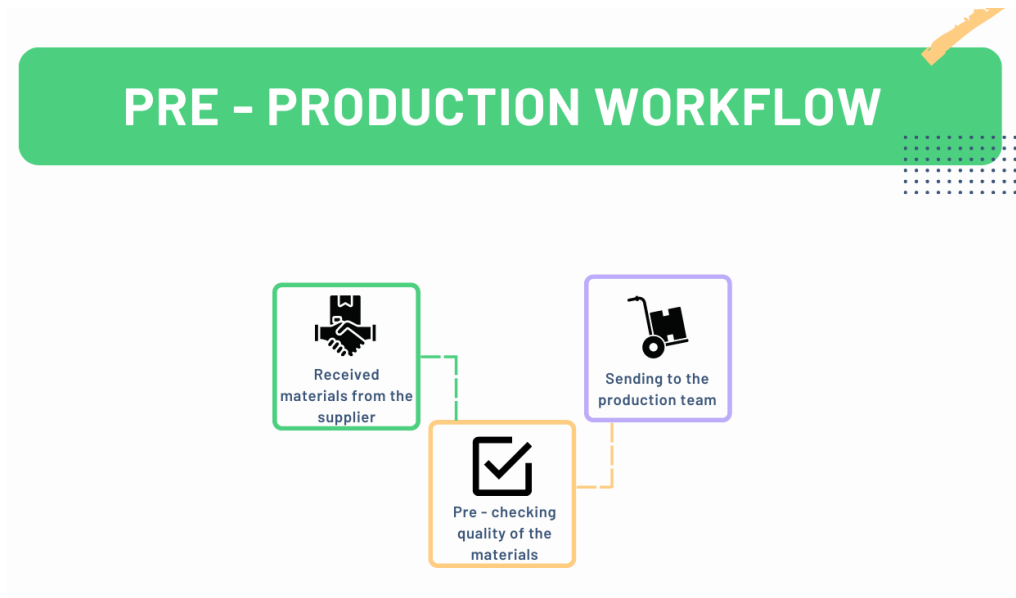 PRE - PRODUCTION WORKFLOW
Received
materials from the
supplier
Pre - checking
quality of the
materials
Sending to the
production team